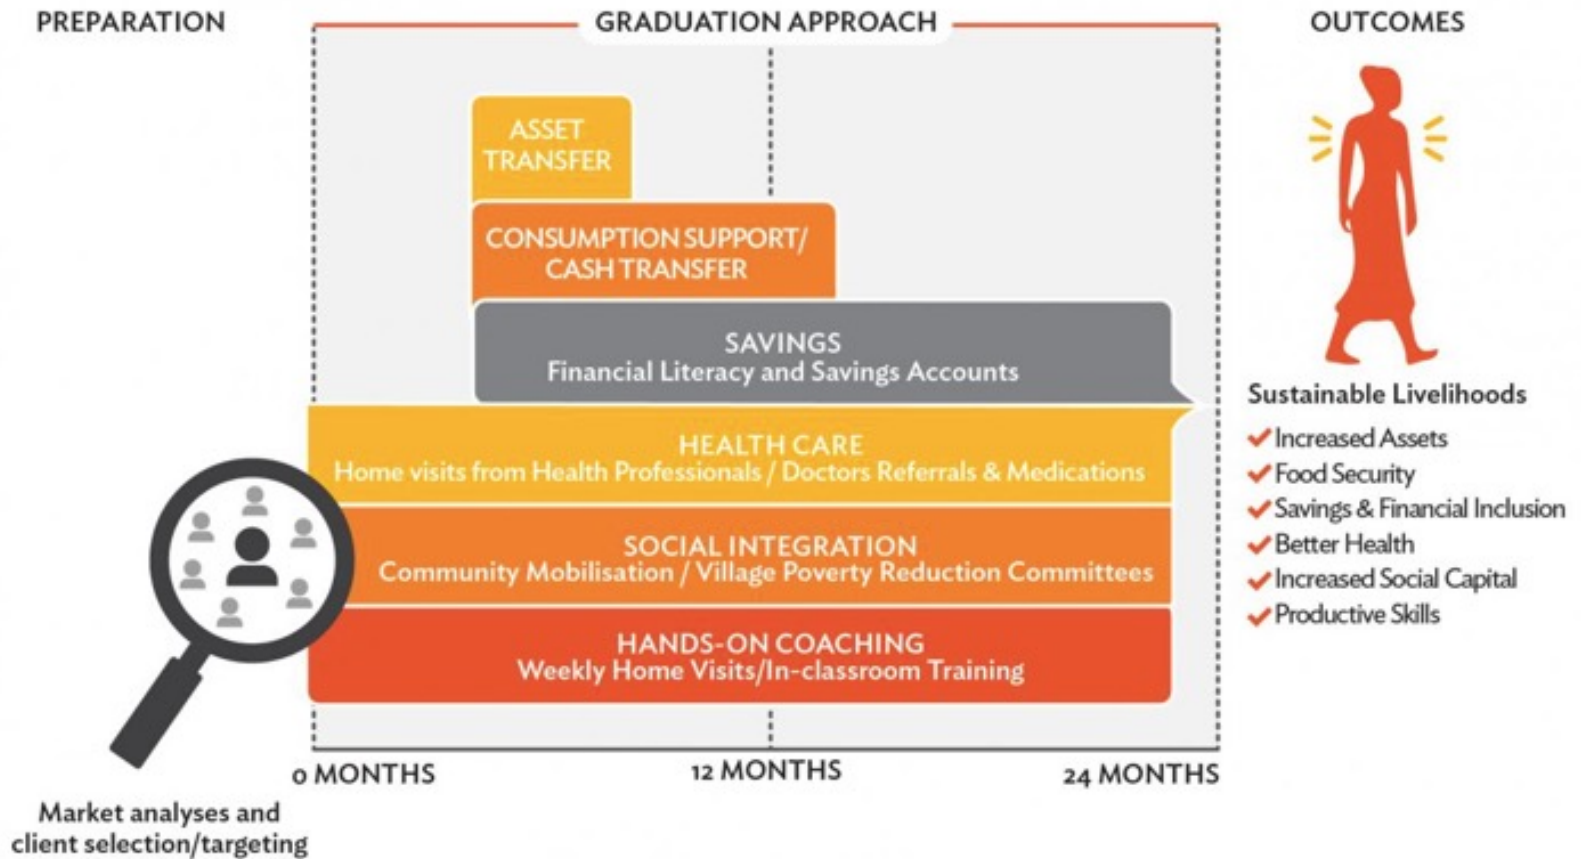 PREPARATION
GRADUATION APPROACH
OUTCOMES
ASSET
TRANSFER
CONSUMPTION SUPPORT/
CASH TRANSFER
SAVINGS
Financial Literacy and Savings Accounts
HEALTH CARE
Home visits from Health Professionals / Doctors Referrals & Medications
SOCIAL INTEGRATION
Community Mobilisation / Village Poverty Reduction Committees
HANDS-ON COACHING
Weekly Home Visits/In-classroom Training
0 MONTHS
12 MONTHS
24 MONTHS
Market analyses and
client selection/targeting
Sustainable Livelihoods
Increased Assets
Food Security
Savings & Financial Inclusion
Better Health
Increased Social Capital
Productive Skills